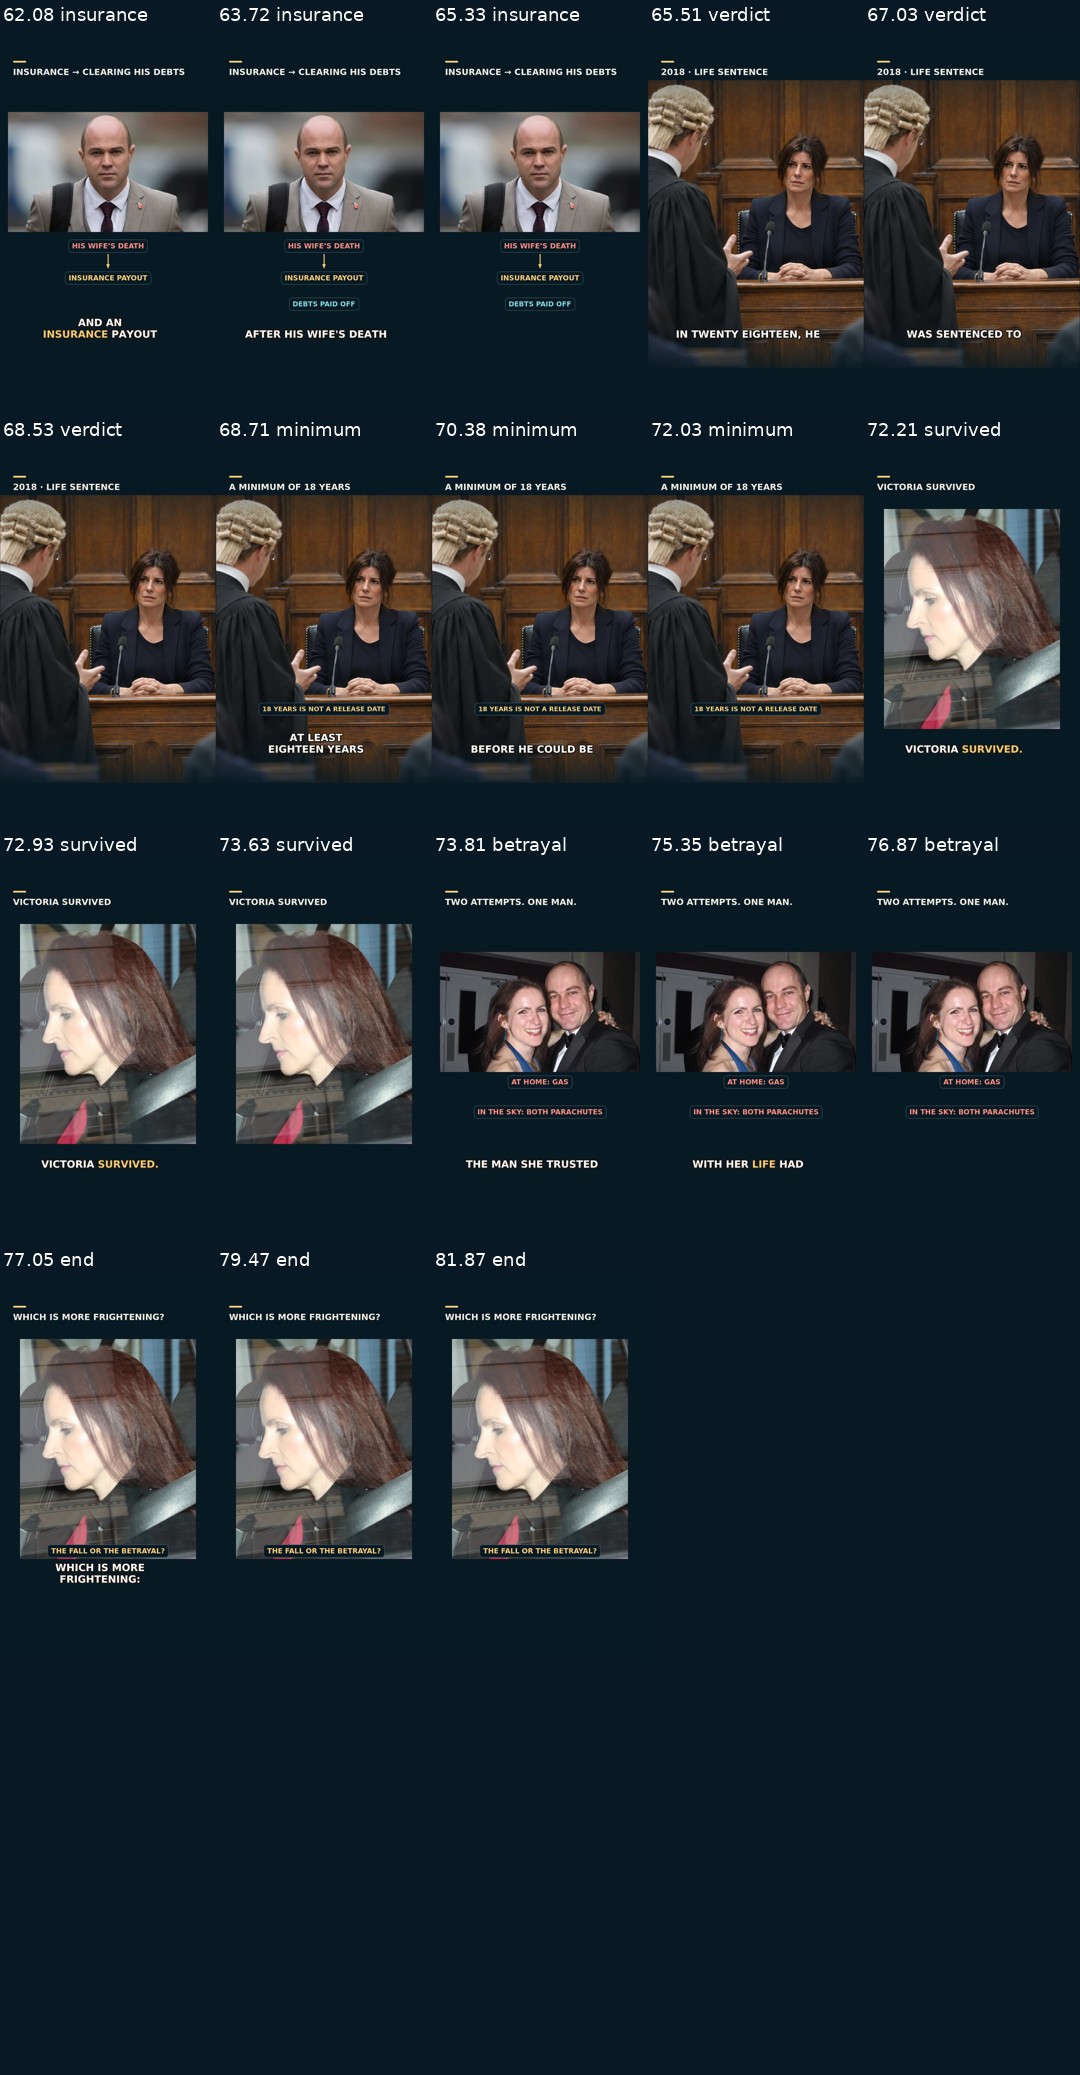 62.08 insurance
INSURANCE → CLEARING HIS DEBTS
HIS WIFE'S DEATH
INSURANCE PAYOUT
AND AN
INSURANCE PAYOUT
63.72 insurance
INSURANCE → CLEARING HIS DEBTS
HIS WIFE'S DEATH
INSURANCE PAYOUT
DEBTS PAID OFF
AFTER HIS WIFE'S DEATH
65.33 insurance
INSURANCE → CLEARING HIS DEBTS
HIS WIFE'S DEATH
INSURANCE PAYOUT
DEBTS PAID OFF
65.51 verdict
2018 · LIFE SENTENCE
IN TWENTY EIGHTEEN, HE
67.03 verdict
2018 · LIFE SENTENCE
WAS SENTENCED TO
68.53 verdict
2018 · LIFE SENTENCE
68.71 minimum
A MINIMUM OF 18 YEARS
18 YEARS IS NOT A RELEASE DATE
AT LEAST
EIGHTEEN YEARS
70.38 minimum
A MINIMUM OF 18 YEARS
18 YEARS IS NOT A RELEASE DATE
BEFORE HE COULD BE
72.03 minimum
A MINIMUM OF 18 YEARS
18 YEARS IS NOT A RELEASE DATE
72.21 survived
VICTORIA SURVIVED
VICTORIA SURVIVED.
72.93 survived
VICTORIA SURVIVED
VICTORIA SURVIVED.
73.63 survived
VICTORIA SURVIVED
73.81 betrayal
TWO ATTEMPTS. ONE MAN.
AT HOME: GAS
IN THE SKY: BOTH PARACHUTES
THE MAN SHE TRUSTED
75.35 betrayal
TWO ATTEMPTS. ONE MAN.
AT HOME: GAS
IN THE SKY: BOTH PARACHUTES
WITH HER LIFE HAD
76.87 betrayal
TWO ATTEMPTS. ONE MAN.
AT HOME: GAS
IN THE SKY: BOTH PARACHUTES
77.05 end
WHICH IS MORE FRIGHTENING?
THE FALL OR THE BETRAYAL?
WHICH IS MORE
FRIGHTENING:
79.47 end
WHICH IS MORE FRIGHTENING?
THE FALL OR THE BETRAYAL?
81.87 end
WHICH IS MORE FRIGHTENING?
THE FALL OR THE BETRAYAL?